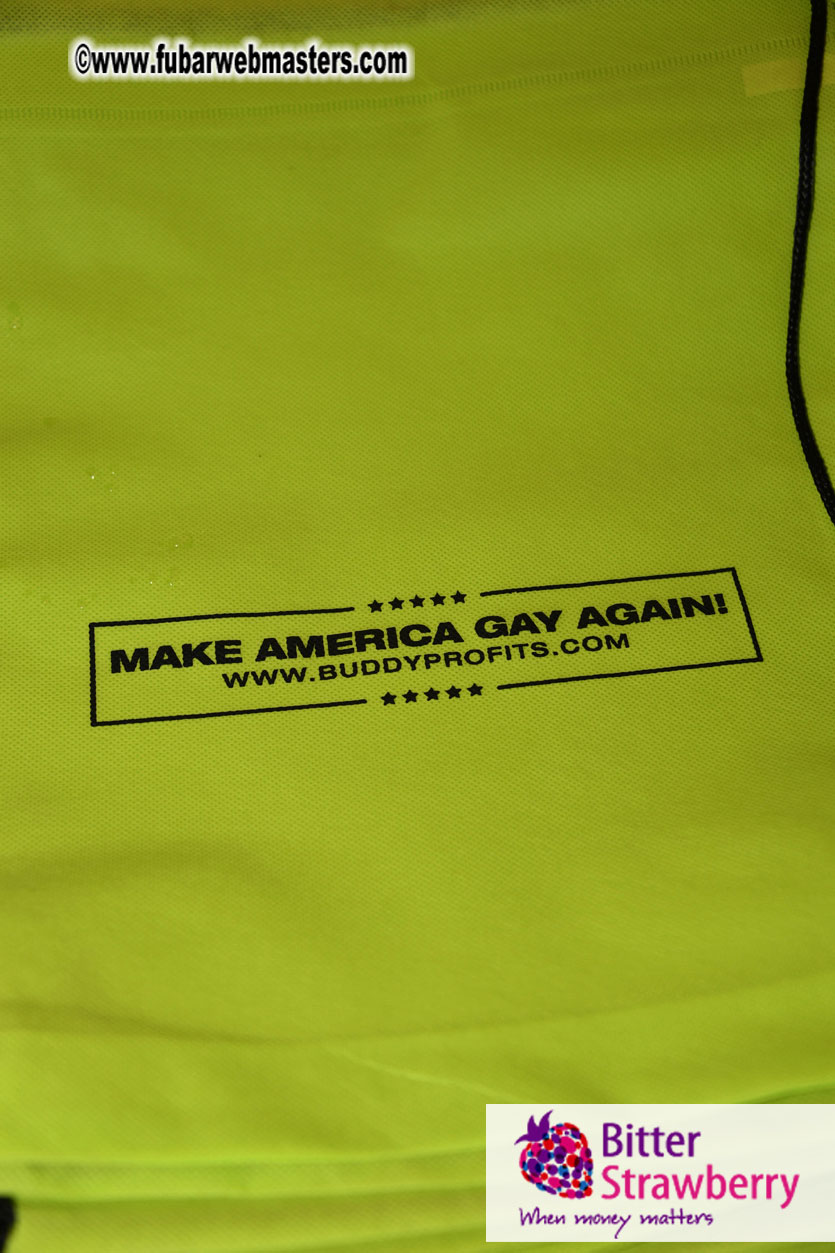 ©www.fubarwebmasters.com
MAKE AMERICA GAY AGAIN!
WWW.BUDDYPROFITS.COM
Bitter
Strawberry
When money matters